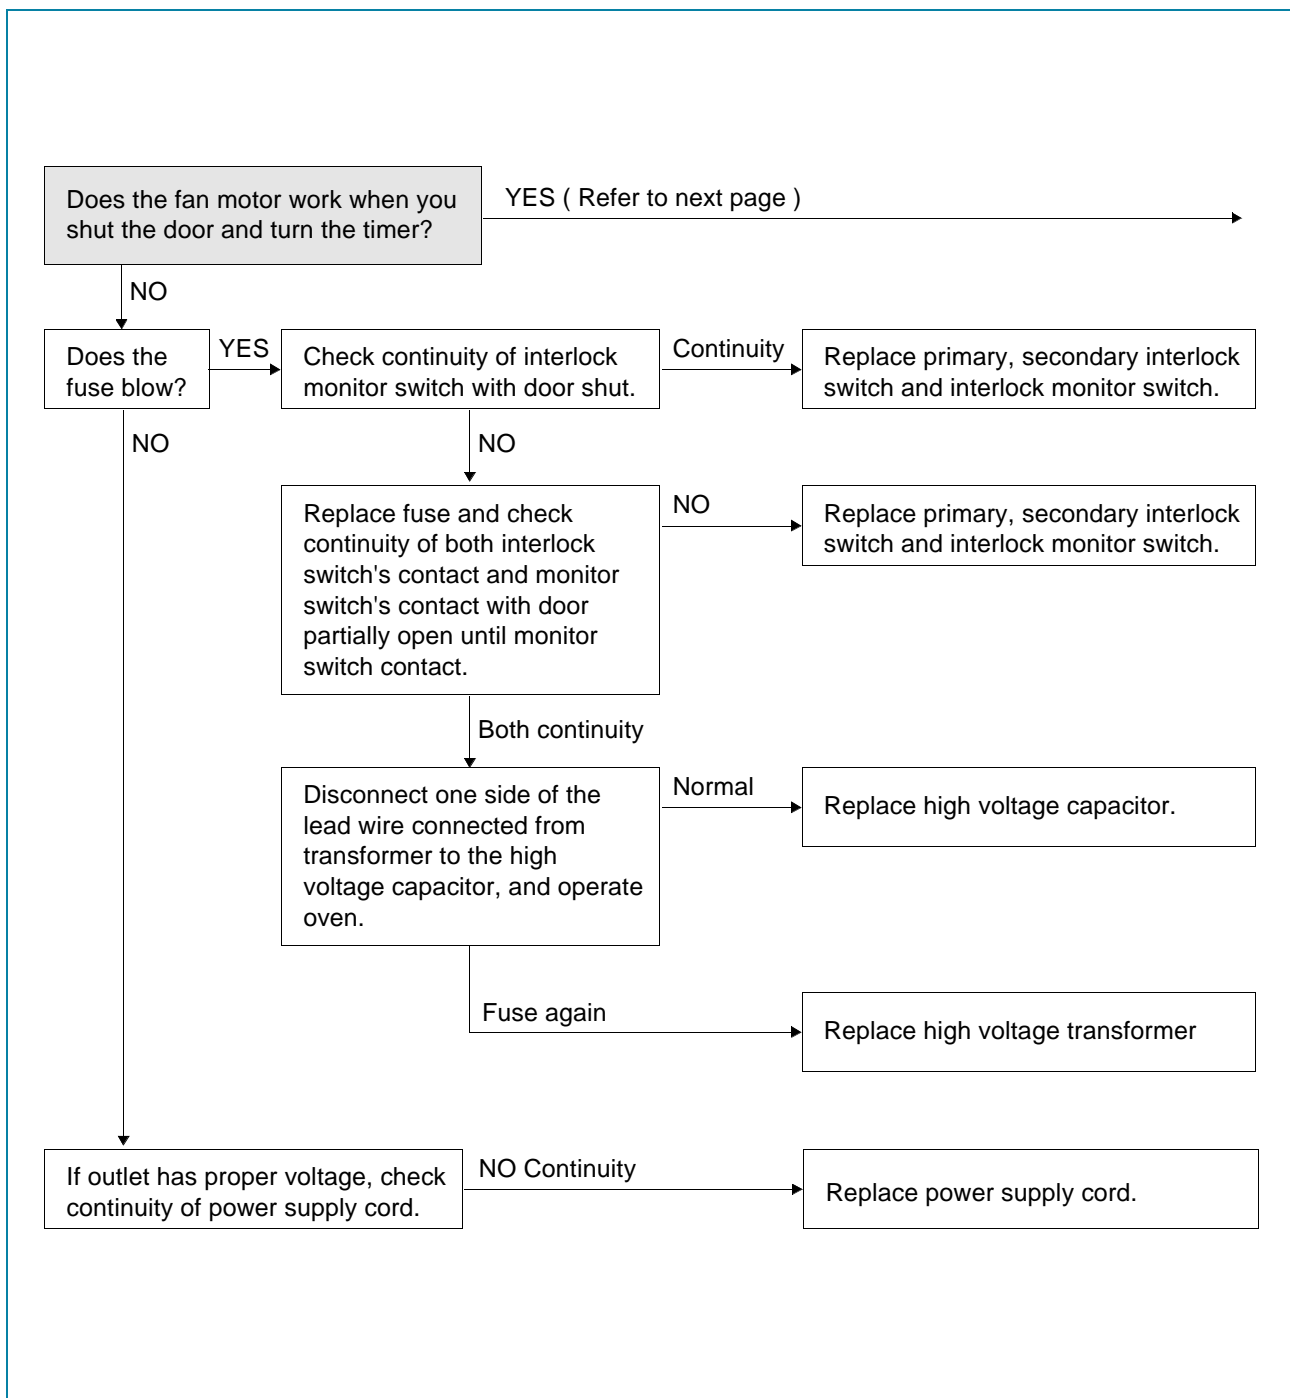 Does the fan motor work when you
shut the door and turn the timer?
YES ( Refer to next page )
NO
Does the
fuse blow?
YES
Check continuity of interlock
monitor switch with door shut.
Continuity
Replace primary, secondary interlock
switch and interlock monitor switch.
NO
NO
Replace fuse and check
continuity of both interlock
switch's contact and monitor
switch's contact with door
partially open until monitor
switch contact.
NO
Replace primary, secondary interlock
switch and interlock monitor switch.
Both continuity
Disconnect one side of the
lead wire connected from
transformer to the high
voltage capacitor, and operate
oven.
Normal
Replace high voltage capacitor.
Fuse again
Replace high voltage transformer
If outlet has proper voltage, check
continuity of power supply cord.
NO Continuity
Replace power supply cord.